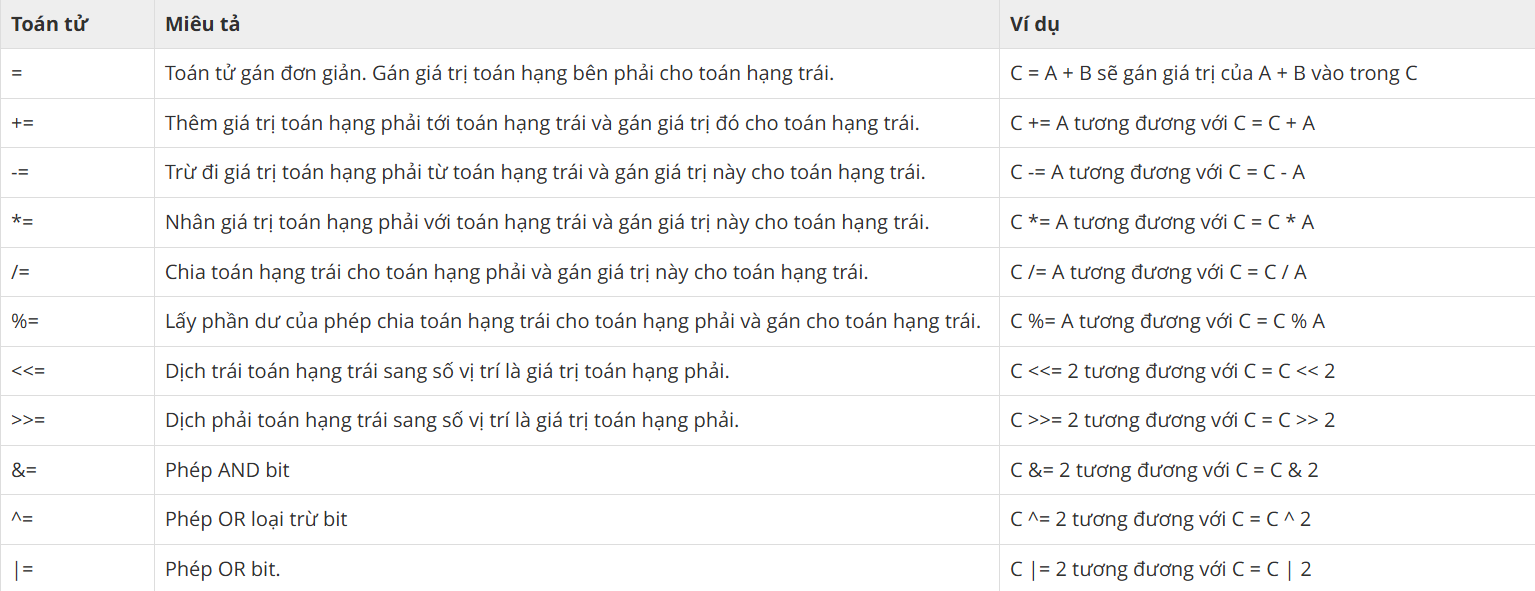 Toán tử Miêu tả Ví dụ
= Toán tử gán đơn giản. Gán giá trị toán hạng bên phải cho toán hạng trái. C = A + B sẽ gán giá trị của A + B vào trong C
+= Thêm giá trị toán hạng phải tới toán hạng trái và gán giá trị đó cho toán hạng trái. C += A tương đương với C = C + A
-= Trừ đi giá trị toán hạng phải từ toán hạng trái và gán giá trị này cho toán hạng trái. C -= A tương đương với C = C - A
*= Nhân giá trị toán hạng phải với toán hạng trái và gán giá trị này cho toán hạng trái. C *= A tương đương với C = C * A
/= Chia toán hạng trái cho toán hạng phải và gán giá trị này cho toán hạng trái. C /= A tương đương với C = C / A
%= Lấy phần dư của phép chia toán hạng trái cho toán hạng phải và gán cho toán hạng trái. C %= A tương đương với C = C % A
<<= Dịch trái toán hạng trái sang số vị trí là giá trị toán hạng phải. C <<= 2 tương đương với C = C << 2
>>= Dịch phải toán hạng trái sang số vị trí là giá trị toán hạng phải. C >>= 2 tương đương với C = C >> 2
&= Phép AND bit C &= 2 tương đương với C = C & 2
^= Phép OR loại trừ bit C ^= 2 tương đương với C = C ^ 2
|= Phép OR bit. C |= 2 tương đương với C = C | 2